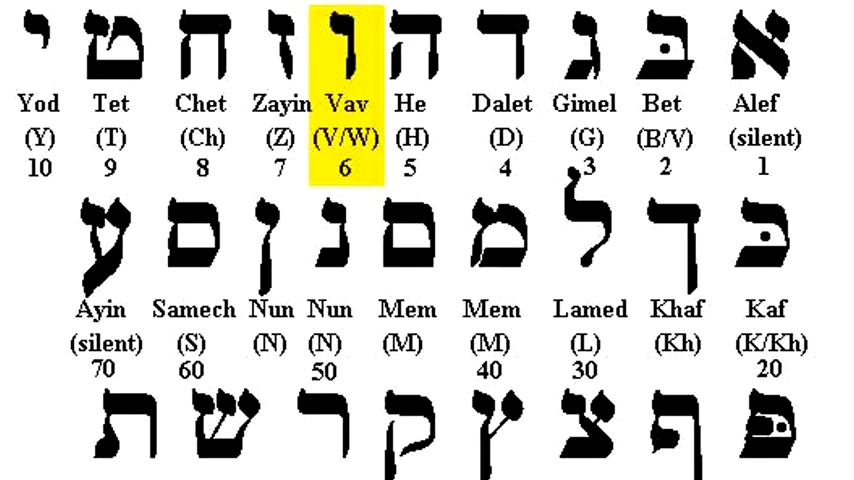 א בּ ג ד ה ו ז ח ט י
Yod Tet Chet Zayin Vav He Dalet Gimel Bet Alef
(Y) (T) (Ch) (Z) (V/W) (H) (D) (G) (B/V) (silent)
10 9 8 7 6 5 4 3 2 1
כּ ך ל מ ם נ ן ס ע
Ayin Samech Nun Nun Mem Mem Lamed Khaf Kaf
(silent) (S) (N) (N) (M) (M) (L) (Kh) (K/Kh)
70 60 50 40 30 20
פּ ף צ ץ ק ר ש ת